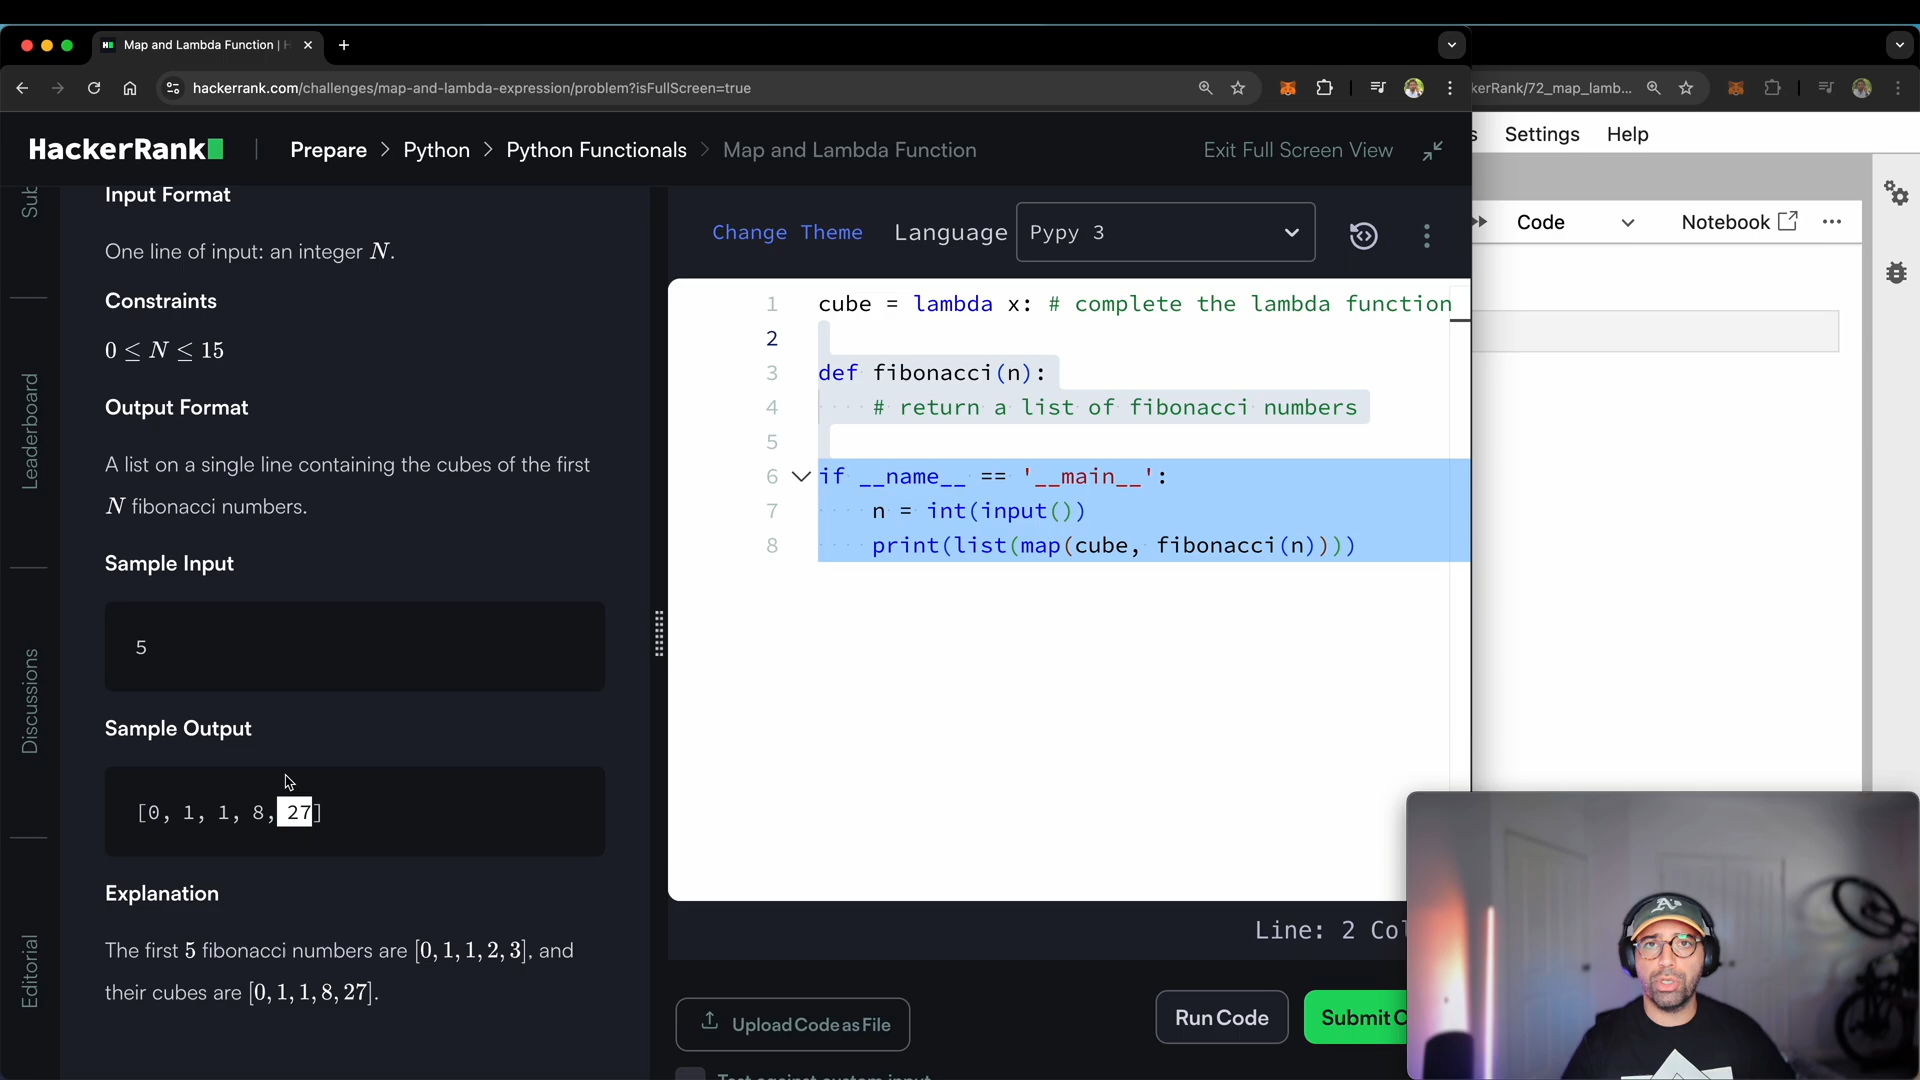 Map and Lambda Function | H
hackerrank.com/challenges/map-and-lambda-expression/problem?isFullScreen=true
kerRank/72_map_lamb...
HackerRank
Prepare > Python > Python Functionals > Map and Lambda Function
Exit Full Screen View
s Settings Help
Code
Notebook
Sub
Leaderboard
Discussions
Editorial
Input Format
One line of input: an integer N.
Constraints
0 ≤ N ≤ 15
Output Format
A list on a single line containing the cubes of the first
N fibonacci numbers.
Sample Input
5
Sample Output
[0, 1, 1, 8, 27]
Explanation
The first 5 fibonacci numbers are [0, 1, 1, 2, 3], and
their cubes are [0, 1, 1, 8, 27].
Change Theme Language Pypy 3
1 cube = lambda x: # complete the lambda function
2
3 def fibonacci(n):
4 # return a list of fibonacci numbers
5
6 if __name__ == '__main__':
7 n = int(input())
8 print(list(map(cube, fibonacci(n))))
Line: 2 Co
Upload Code as File
Run Code
Submit C
Test against custom input
A's